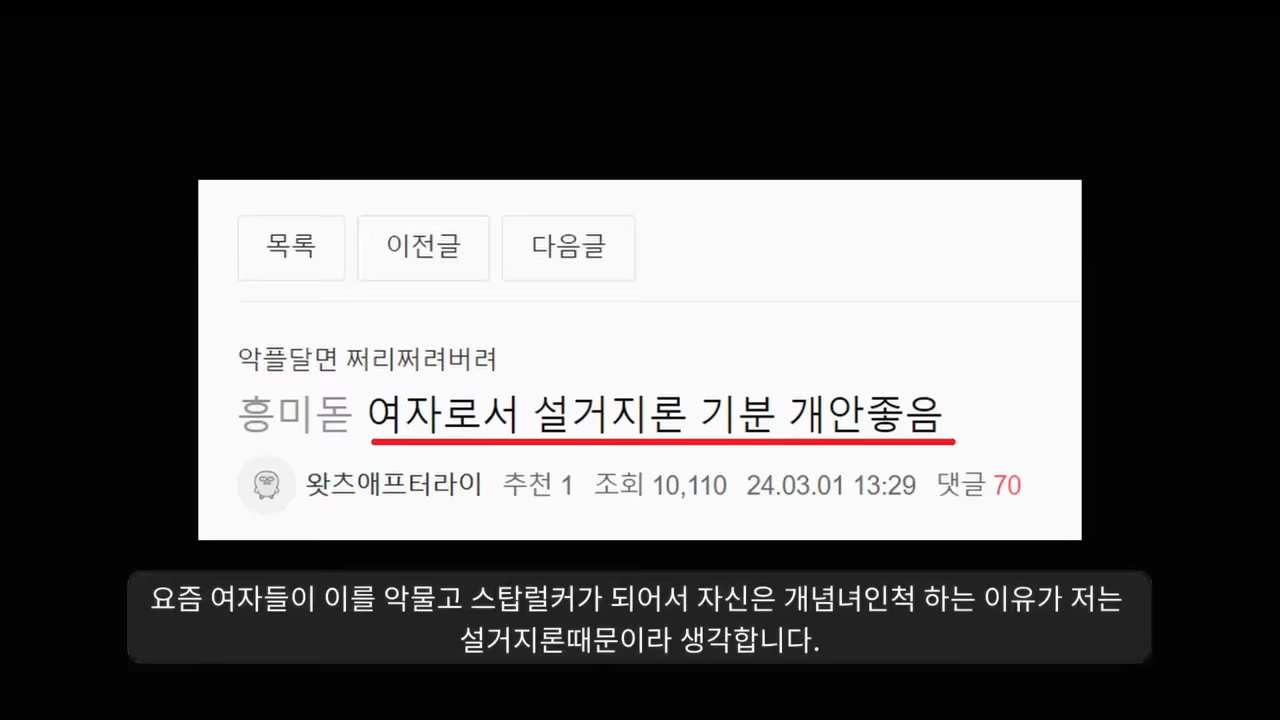 목록 이전글 다음글
악플달면 쩌리쩌려버려
흥미돋 여자로서 설거지론 기분 개안좋음
왓츠애프터라이 추천 1 조회 10,110 24.03.01 13:29 댓글 70
요즘 여자들이 이를 악물고 스탑럴커가 되어서 자신은 개념녀인척 하는 이유가 저는
설거지론때문이라 생각합니다.